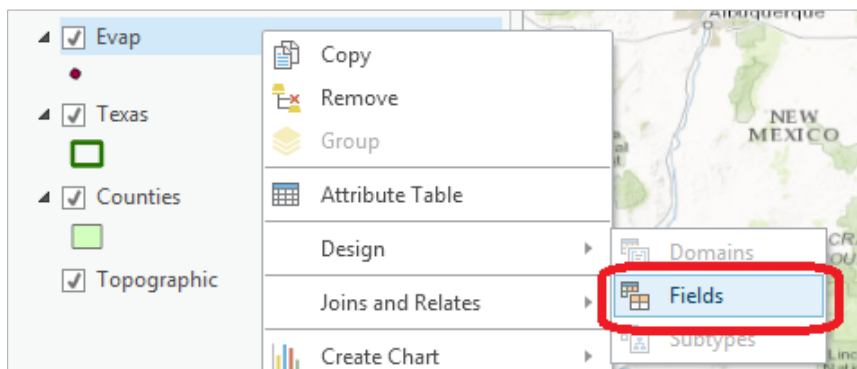 Evap
Texas
Counties
Topographic
Copy
Remove
Group
Attribute Table
Design
Joins and Relates
Create Chart
Domains
Fields
Subtypes
Albuquerque
NEW
MEXICO